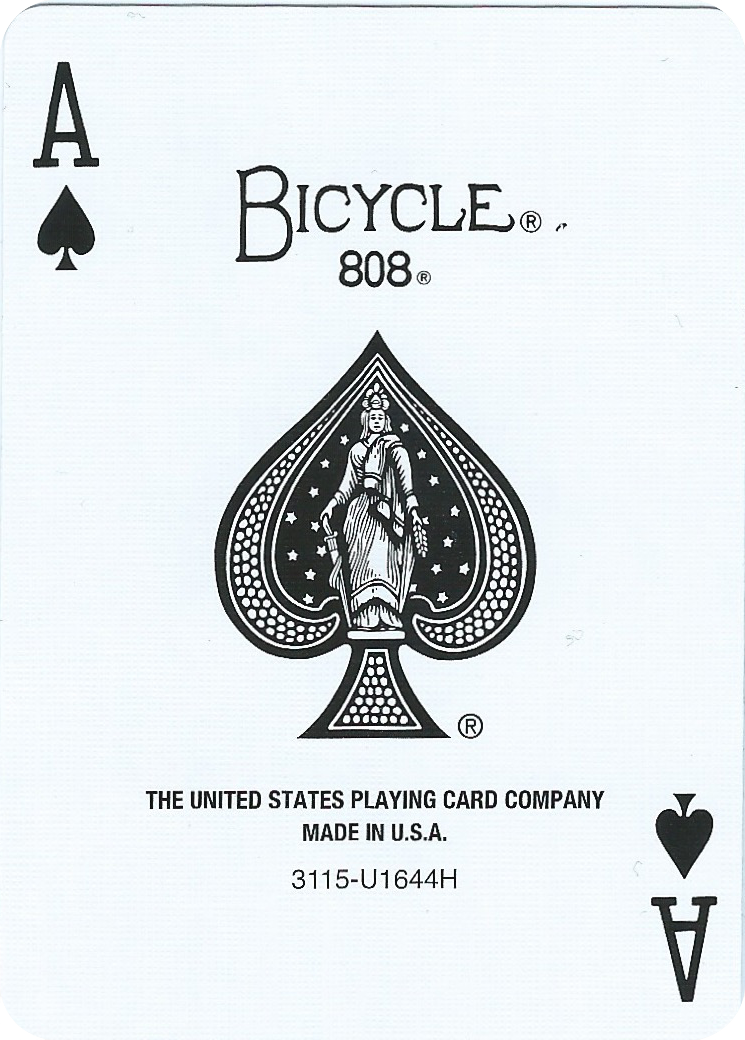 A
BICYCLE®
808®
®
THE UNITED STATES PLAYING CARD COMPANY
MADE IN U.S.A.
3115-U1644H
A